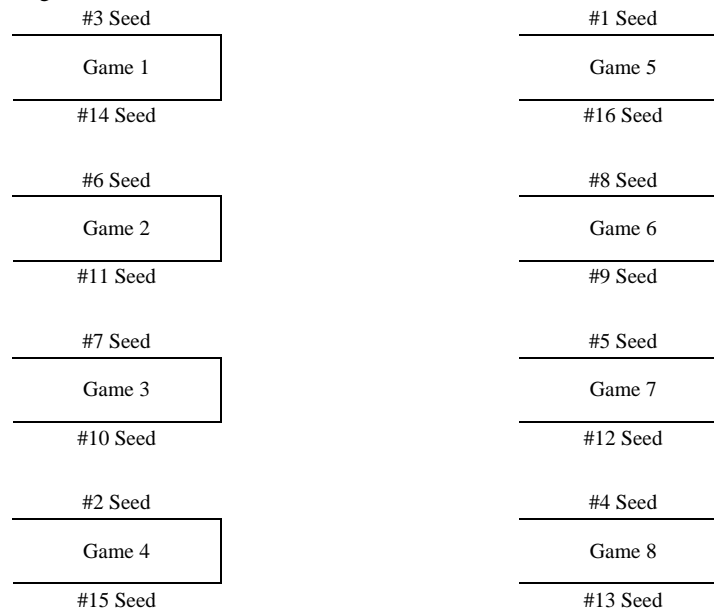 #3 Seed #1 Seed
Game 1 Game 5
#14 Seed #16 Seed
#6 Seed #8 Seed
Game 2 Game 6
#11 Seed #9 Seed
#7 Seed #5 Seed
Game 3 Game 7
#10 Seed #12 Seed
#2 Seed #4 Seed
Game 4 Game 8
#15 Seed #13 Seed